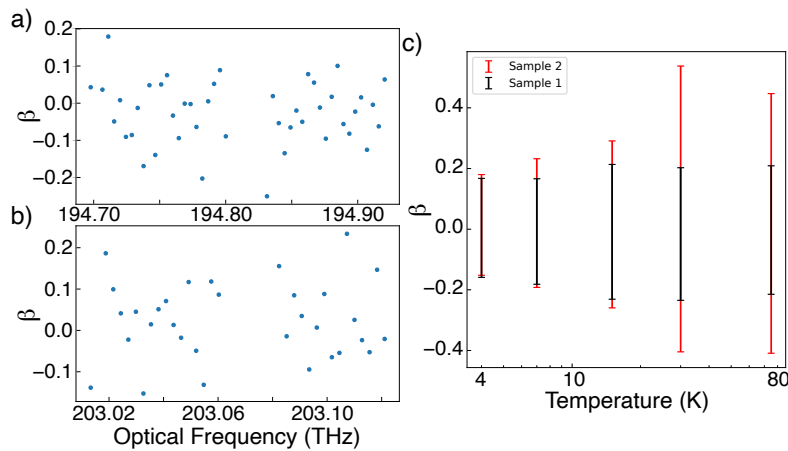 a)
0.2
0.1
0.0
−0.1
−0.2
β
194.70
194.80
194.90
b)
0.2
0.1
0.0
−0.1
β
203.02
203.06
203.10
Optical Frequency (THz)
c)
Sample 2
Sample 1
0.4
0.2
0.0
−0.2
−0.4
β
4
10
80
Temperature (K)